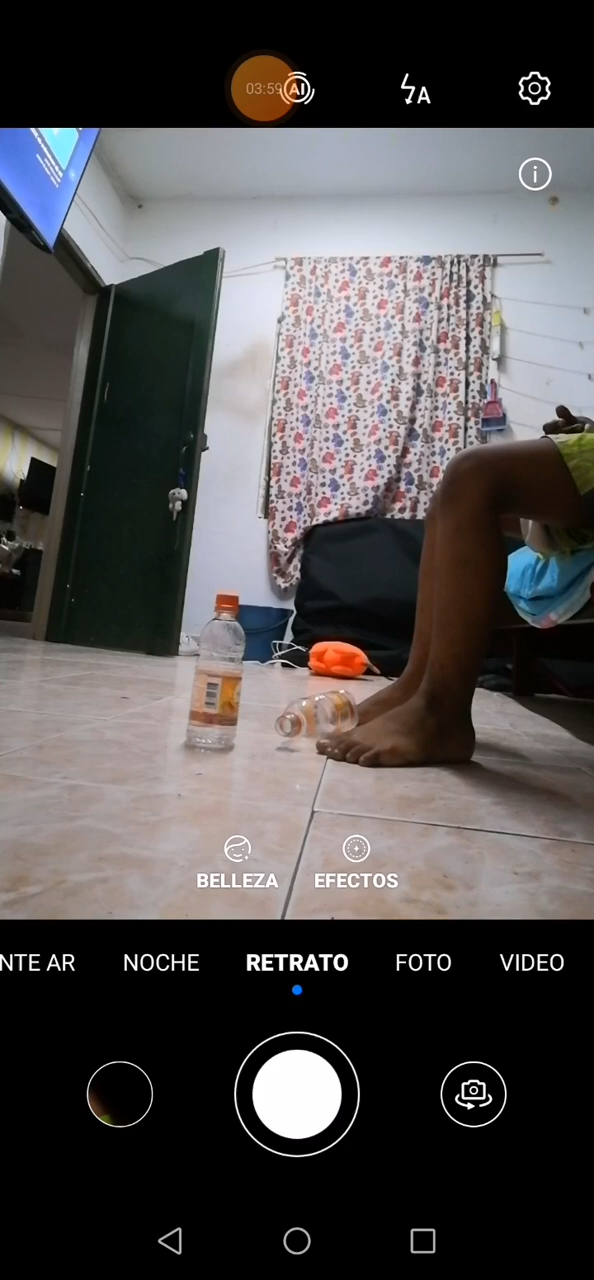 03:59
AI
A
BELLEZA
EFECTOS
NTE AR
NOCHE
RETRATO
FOTO
VIDEO